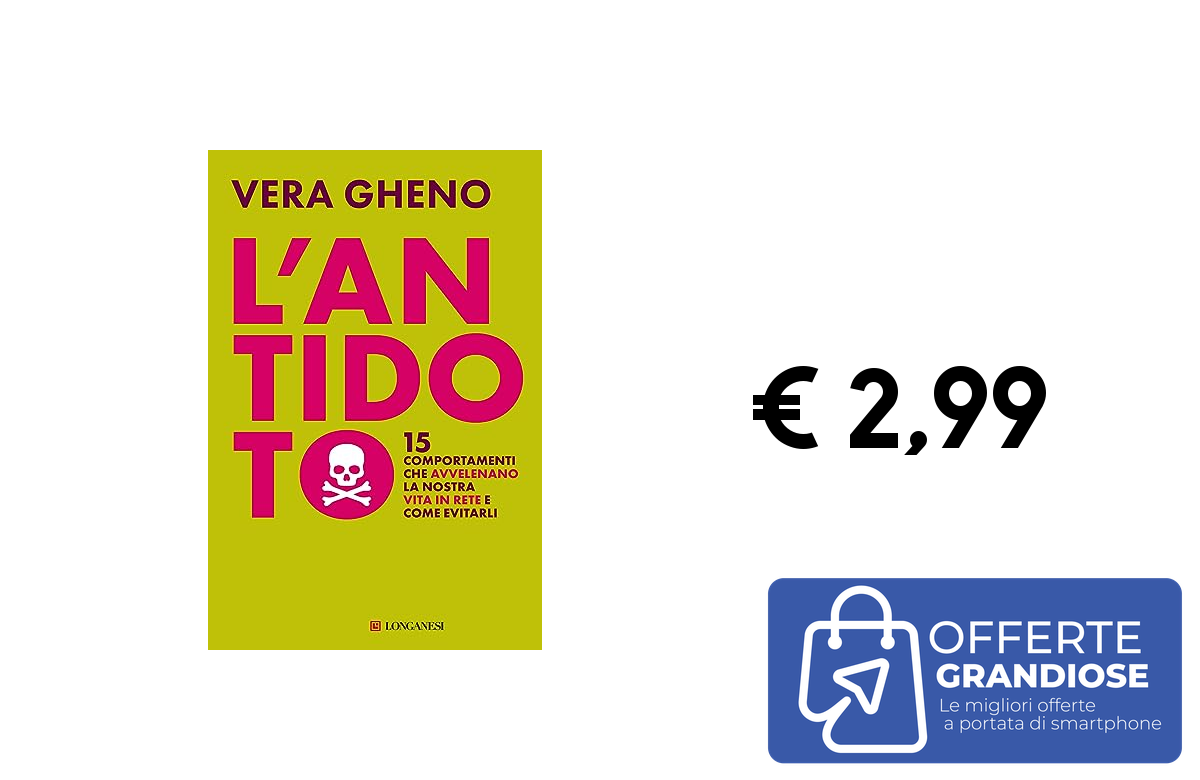 VERA GHENO
L'AN
TIDO
TO
15
COMPORTAMENTI
CHE AVVELENANO
LA NOSTRA
VITA IN RETE E
COME EVITARLI
LONGANESI
€ 2,99
OFFERTE
GRANDIOSE
Le migliori offerte
a portata di smartphone